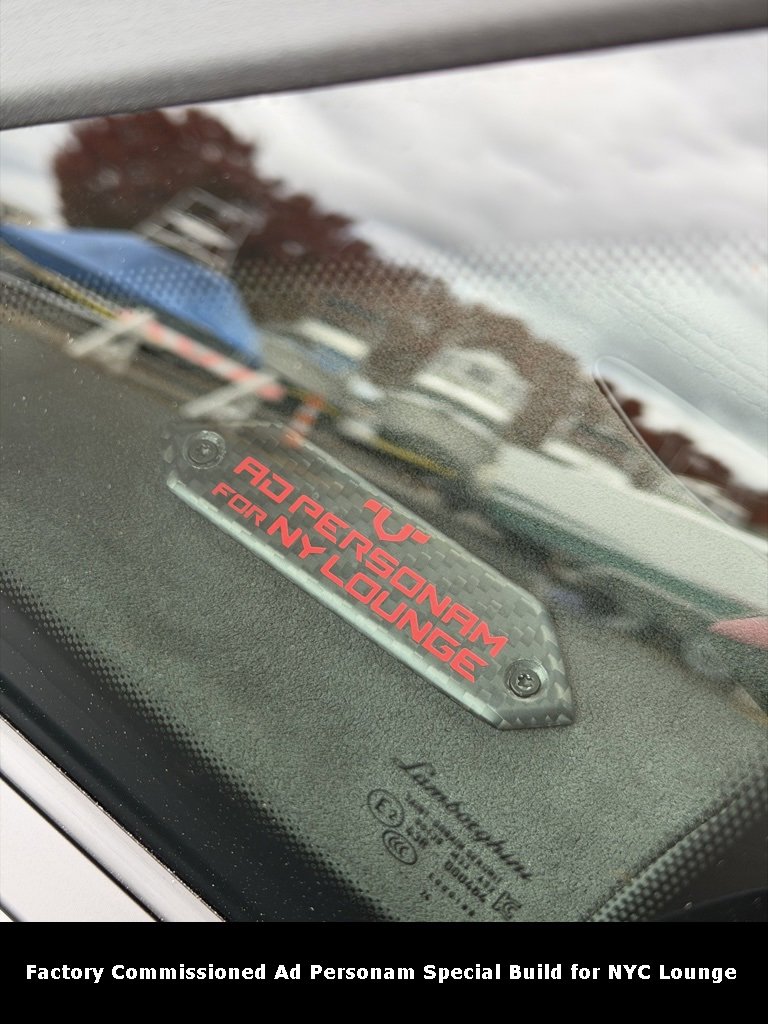 AD PERSONAM
FOR NY LOUNGE
Lamborghini
Factory Commissioned Ad Personam Special Build for NYC Lounge